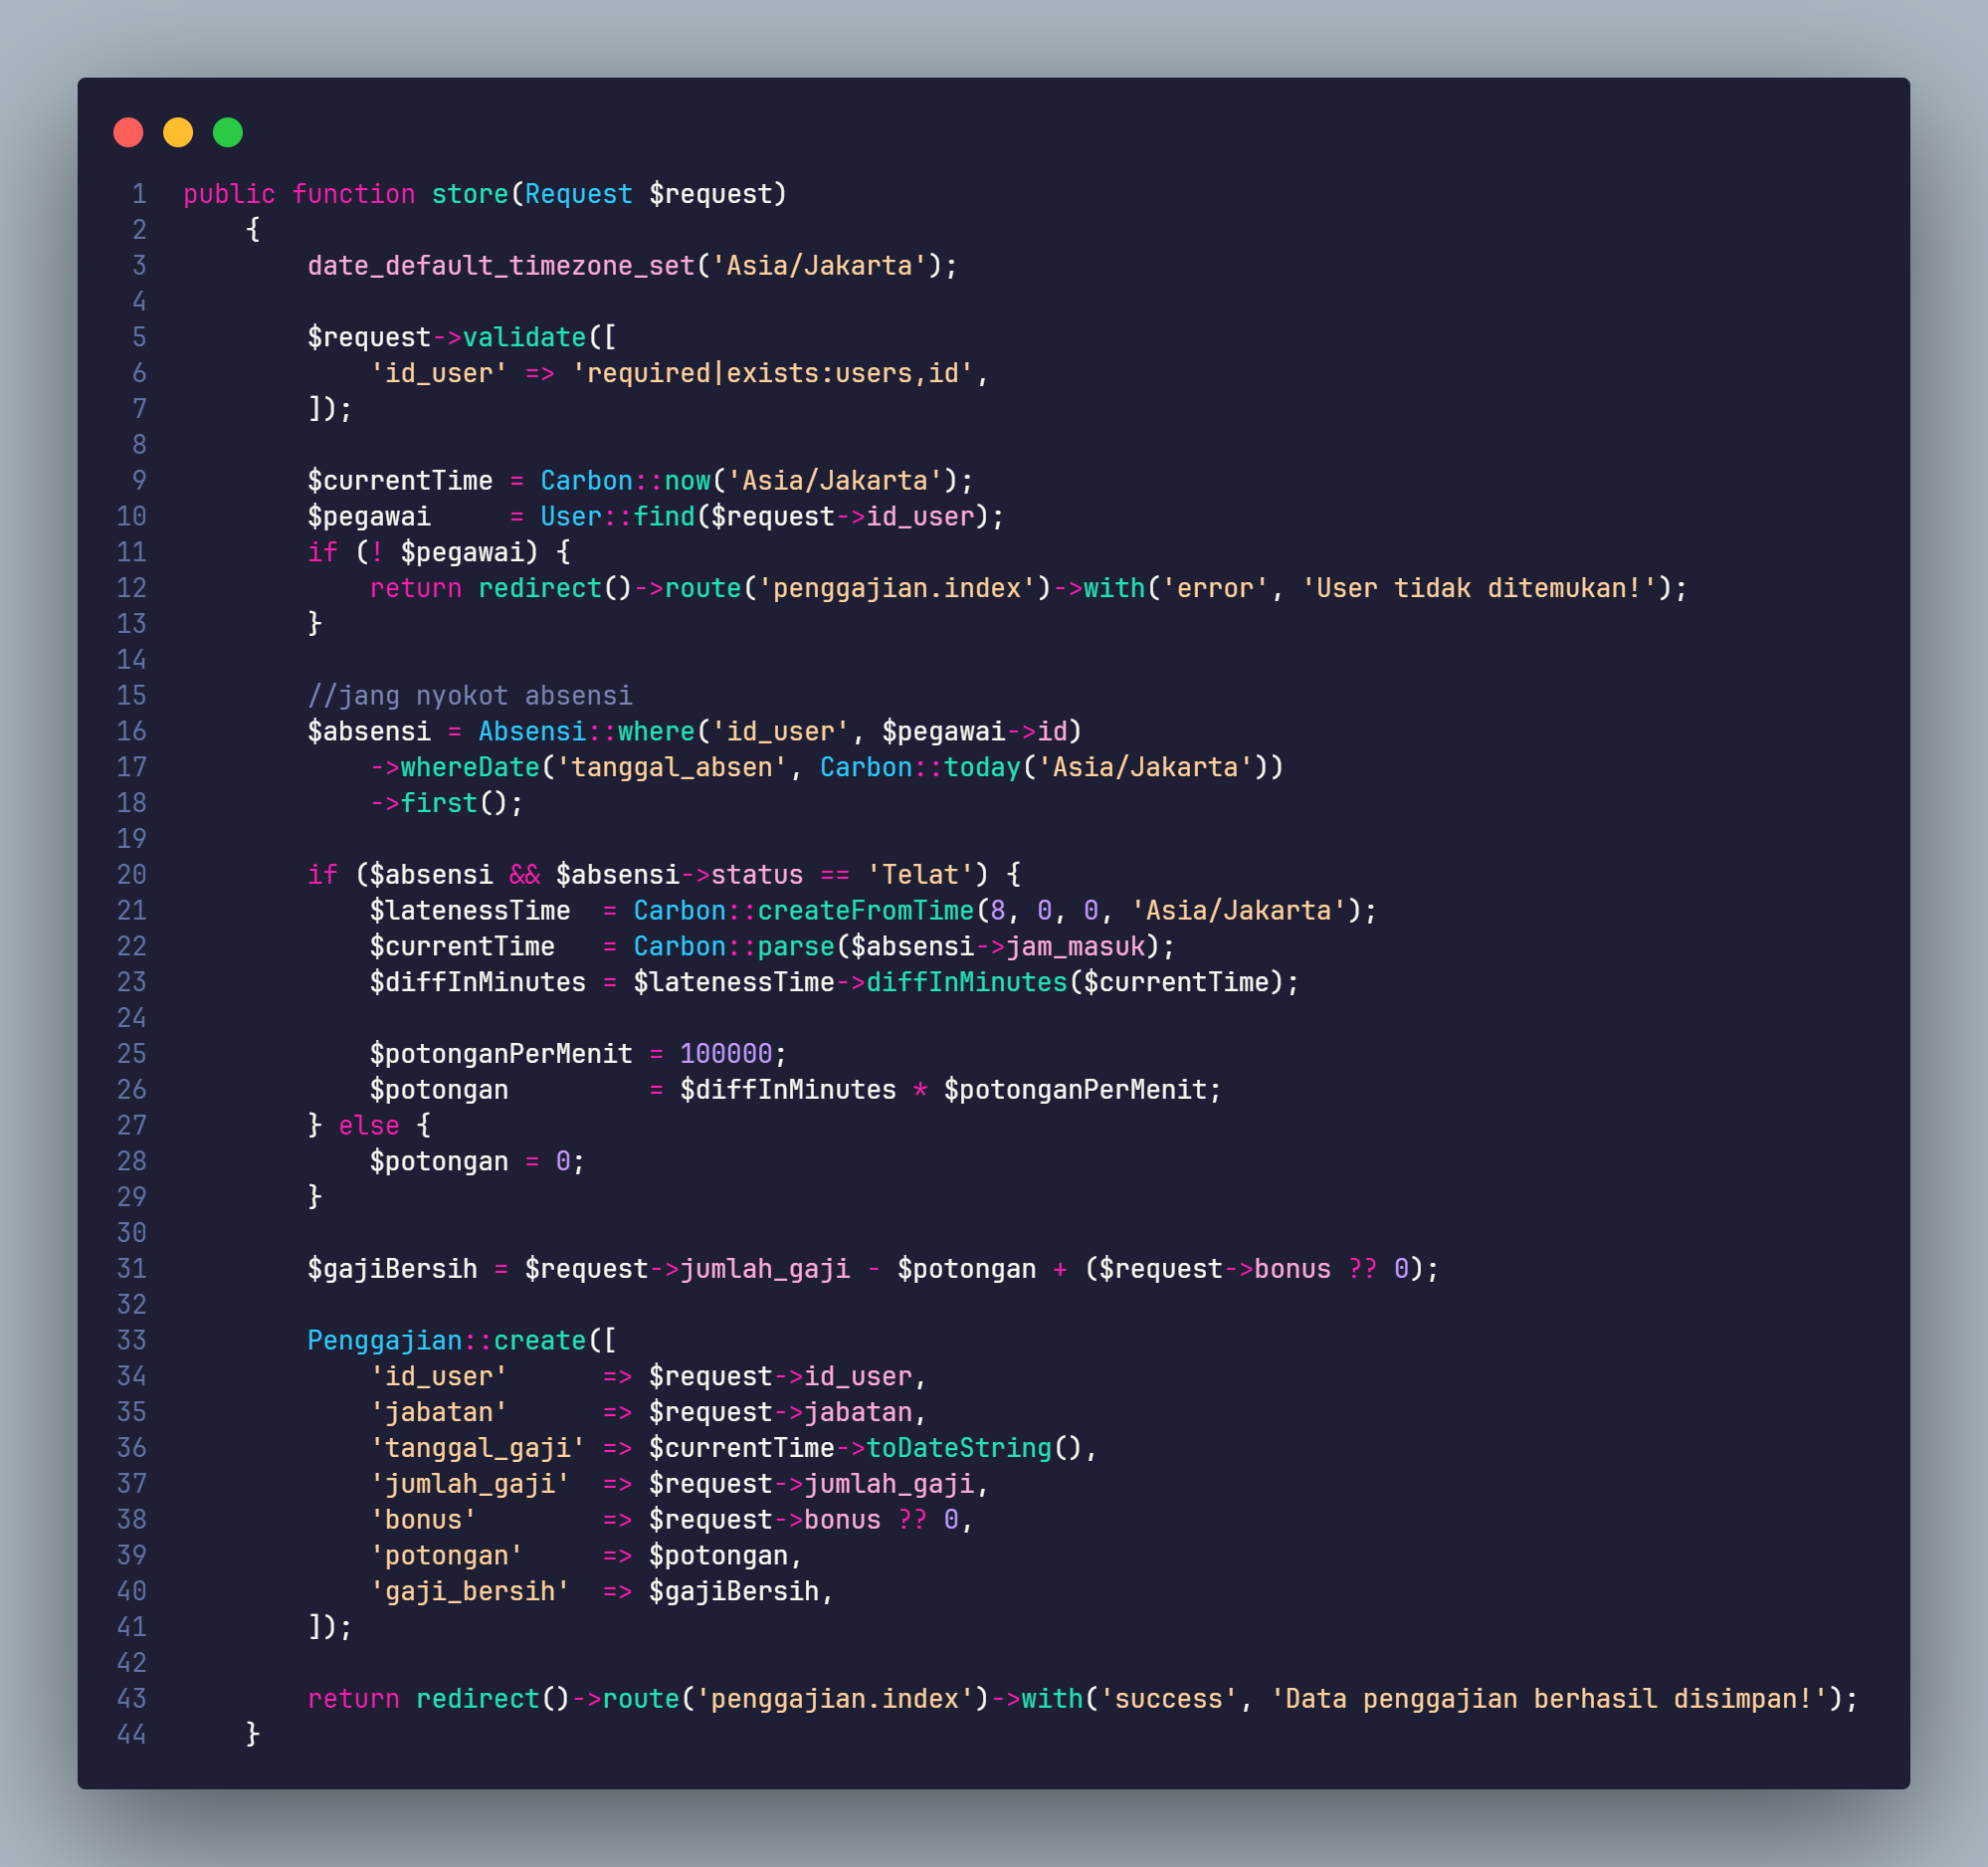 1 public function store(Request $request)
2     {
3         date_default_timezone_set('Asia/Jakarta');
4
5         $request->validate([
6             'id_user' => 'required|exists:users,id',
7         ]);
8
9         $currentTime = Carbon::now('Asia/Jakarta');
10         $pegawai     = User::find($request->id_user);
11         if (! $pegawai) {
12             return redirect()->route('penggajian.index')->with('error', 'User tidak ditemukan!');
13         }
14
15         //jang nyokot absensi
16         $absensi = Absensi::where('id_user', $pegawai->id)
17             ->whereDate('tanggal_absen', Carbon::today('Asia/Jakarta'))
18             ->first();
19
20         if ($absensi && $absensi->status == 'Telat') {
21             $latenessTime  = Carbon::createFromTime(8, 0, 0, 'Asia/Jakarta');
22             $currentTime   = Carbon::parse($absensi->jam_masuk);
23             $diffInMinutes = $latenessTime->diffInMinutes($currentTime);
24
25             $potonganPerMenit = 100000;
26             $potongan         = $diffInMinutes * $potonganPerMenit;
27         } else {
28             $potongan = 0;
29         }
30
31         $gajiBersih = $request->jumlah_gaji - $potongan + ($request->bonus ?? 0);
32
33         Penggajian::create([
34             'id_user'      => $request->id_user,
35             'jabatan'      => $request->jabatan,
36             'tanggal_gaji' => $currentTime->toDateString(),
37             'jumlah_gaji'  => $request->jumlah_gaji,
38             'bonus'        => $request->bonus ?? 0,
39             'potongan'     => $potongan,
40             'gaji_bersih'  => $gajiBersih,
41         ]);
42
43         return redirect()->route('penggajian.index')->with('success', 'Data penggajian berhasil disimpan!');
44     }